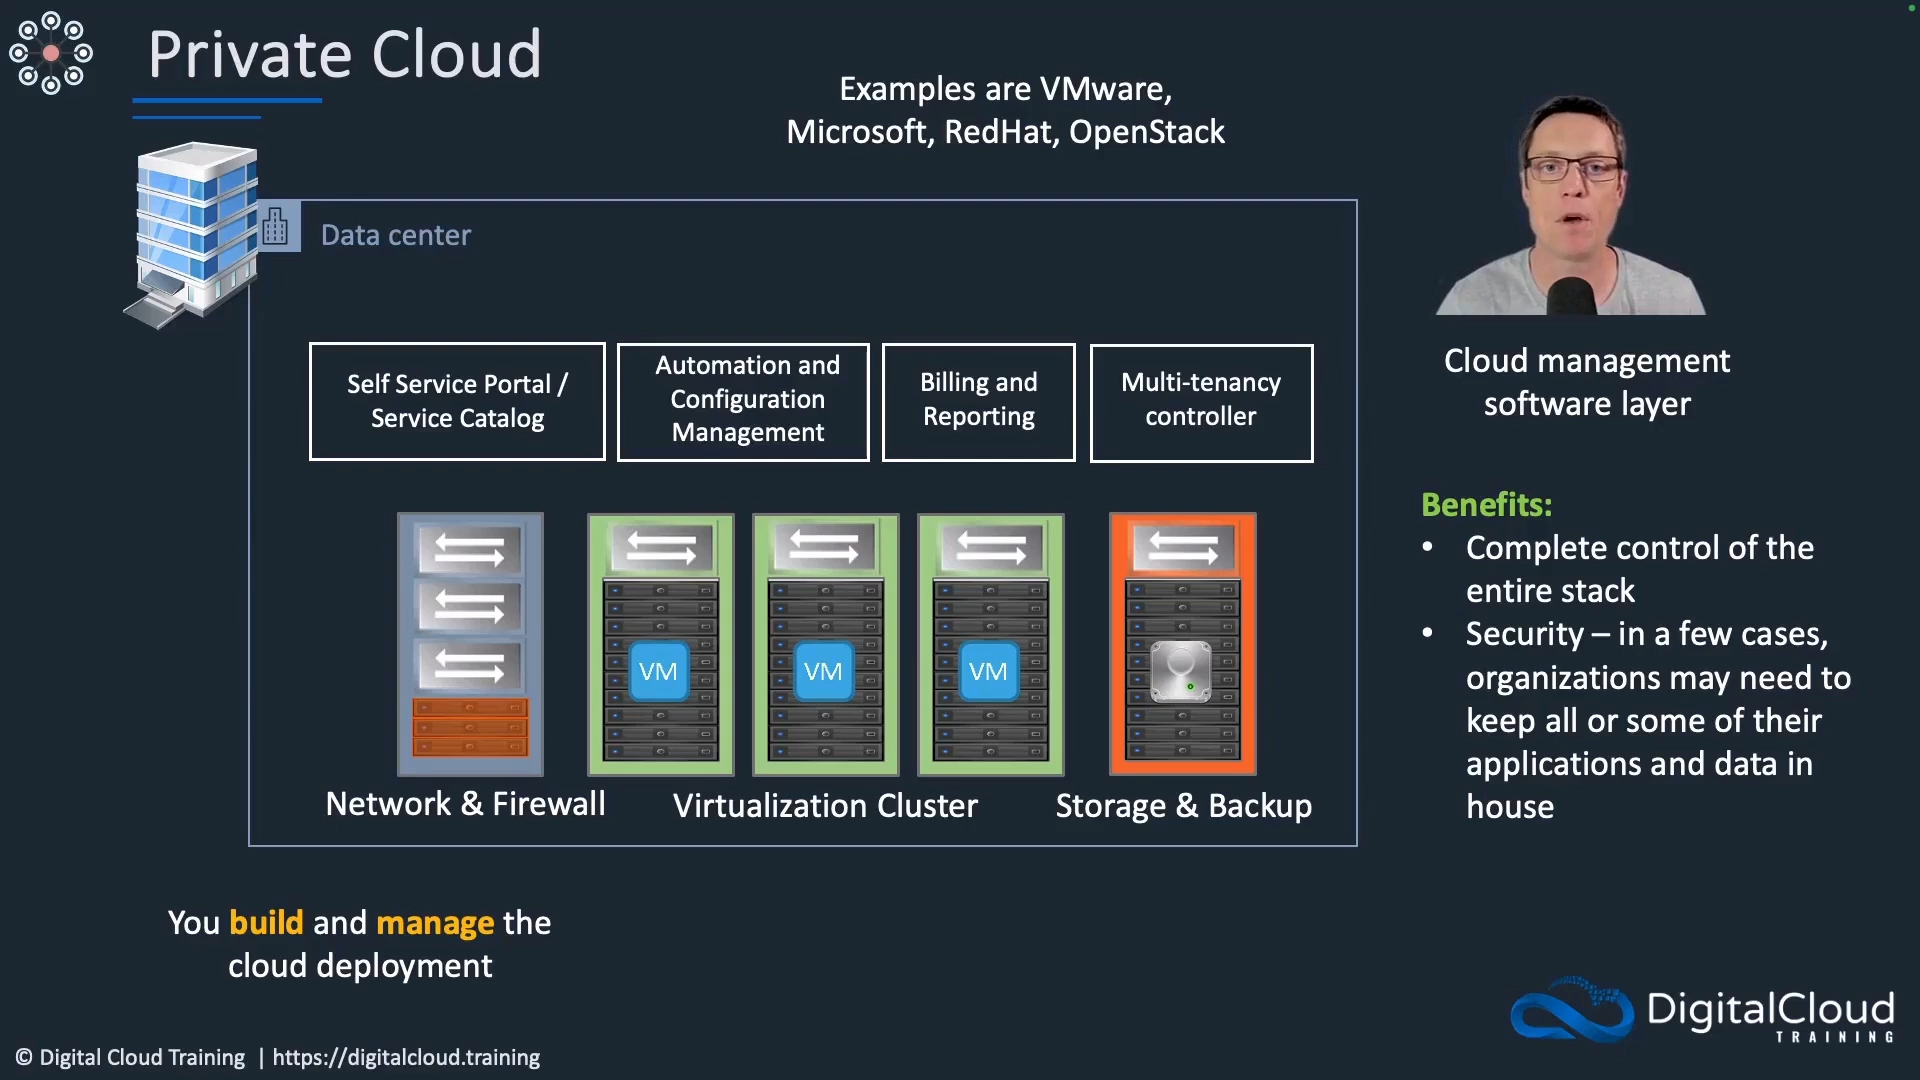 Private Cloud
Examples are VMware,
Microsoft, RedHat, OpenStack
Data center
Self Service Portal /
Service Catalog
Automation and
Configuration
Management
Billing and
Reporting
Multi-tenancy
controller
Cloud management
software layer
VM
VM
VM
Network & Firewall
Virtualization Cluster
Storage & Backup
Benefits:
• Complete control of the
entire stack
• Security – in a few cases,
organizations may need to
keep all or some of their
applications and data in
house
You build and manage the
cloud deployment
DigitalCloud
TRAINING
© Digital Cloud Training | https://digitalcloud.training